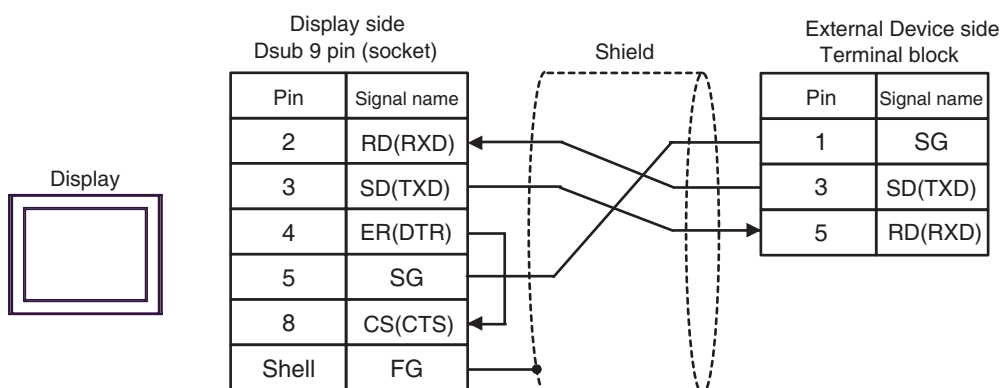 Display side
Dsub 9 pin (socket)
Shield
External Device side
Terminal block
Display
Pin Signal name
2 RD(RXD)
3 SD(TXD)
4 ER(DTR)
5 SG
8 CS(CTS)
Shell FG
Pin Signal name
1 SG
3 SD(TXD)
5 RD(RXD)